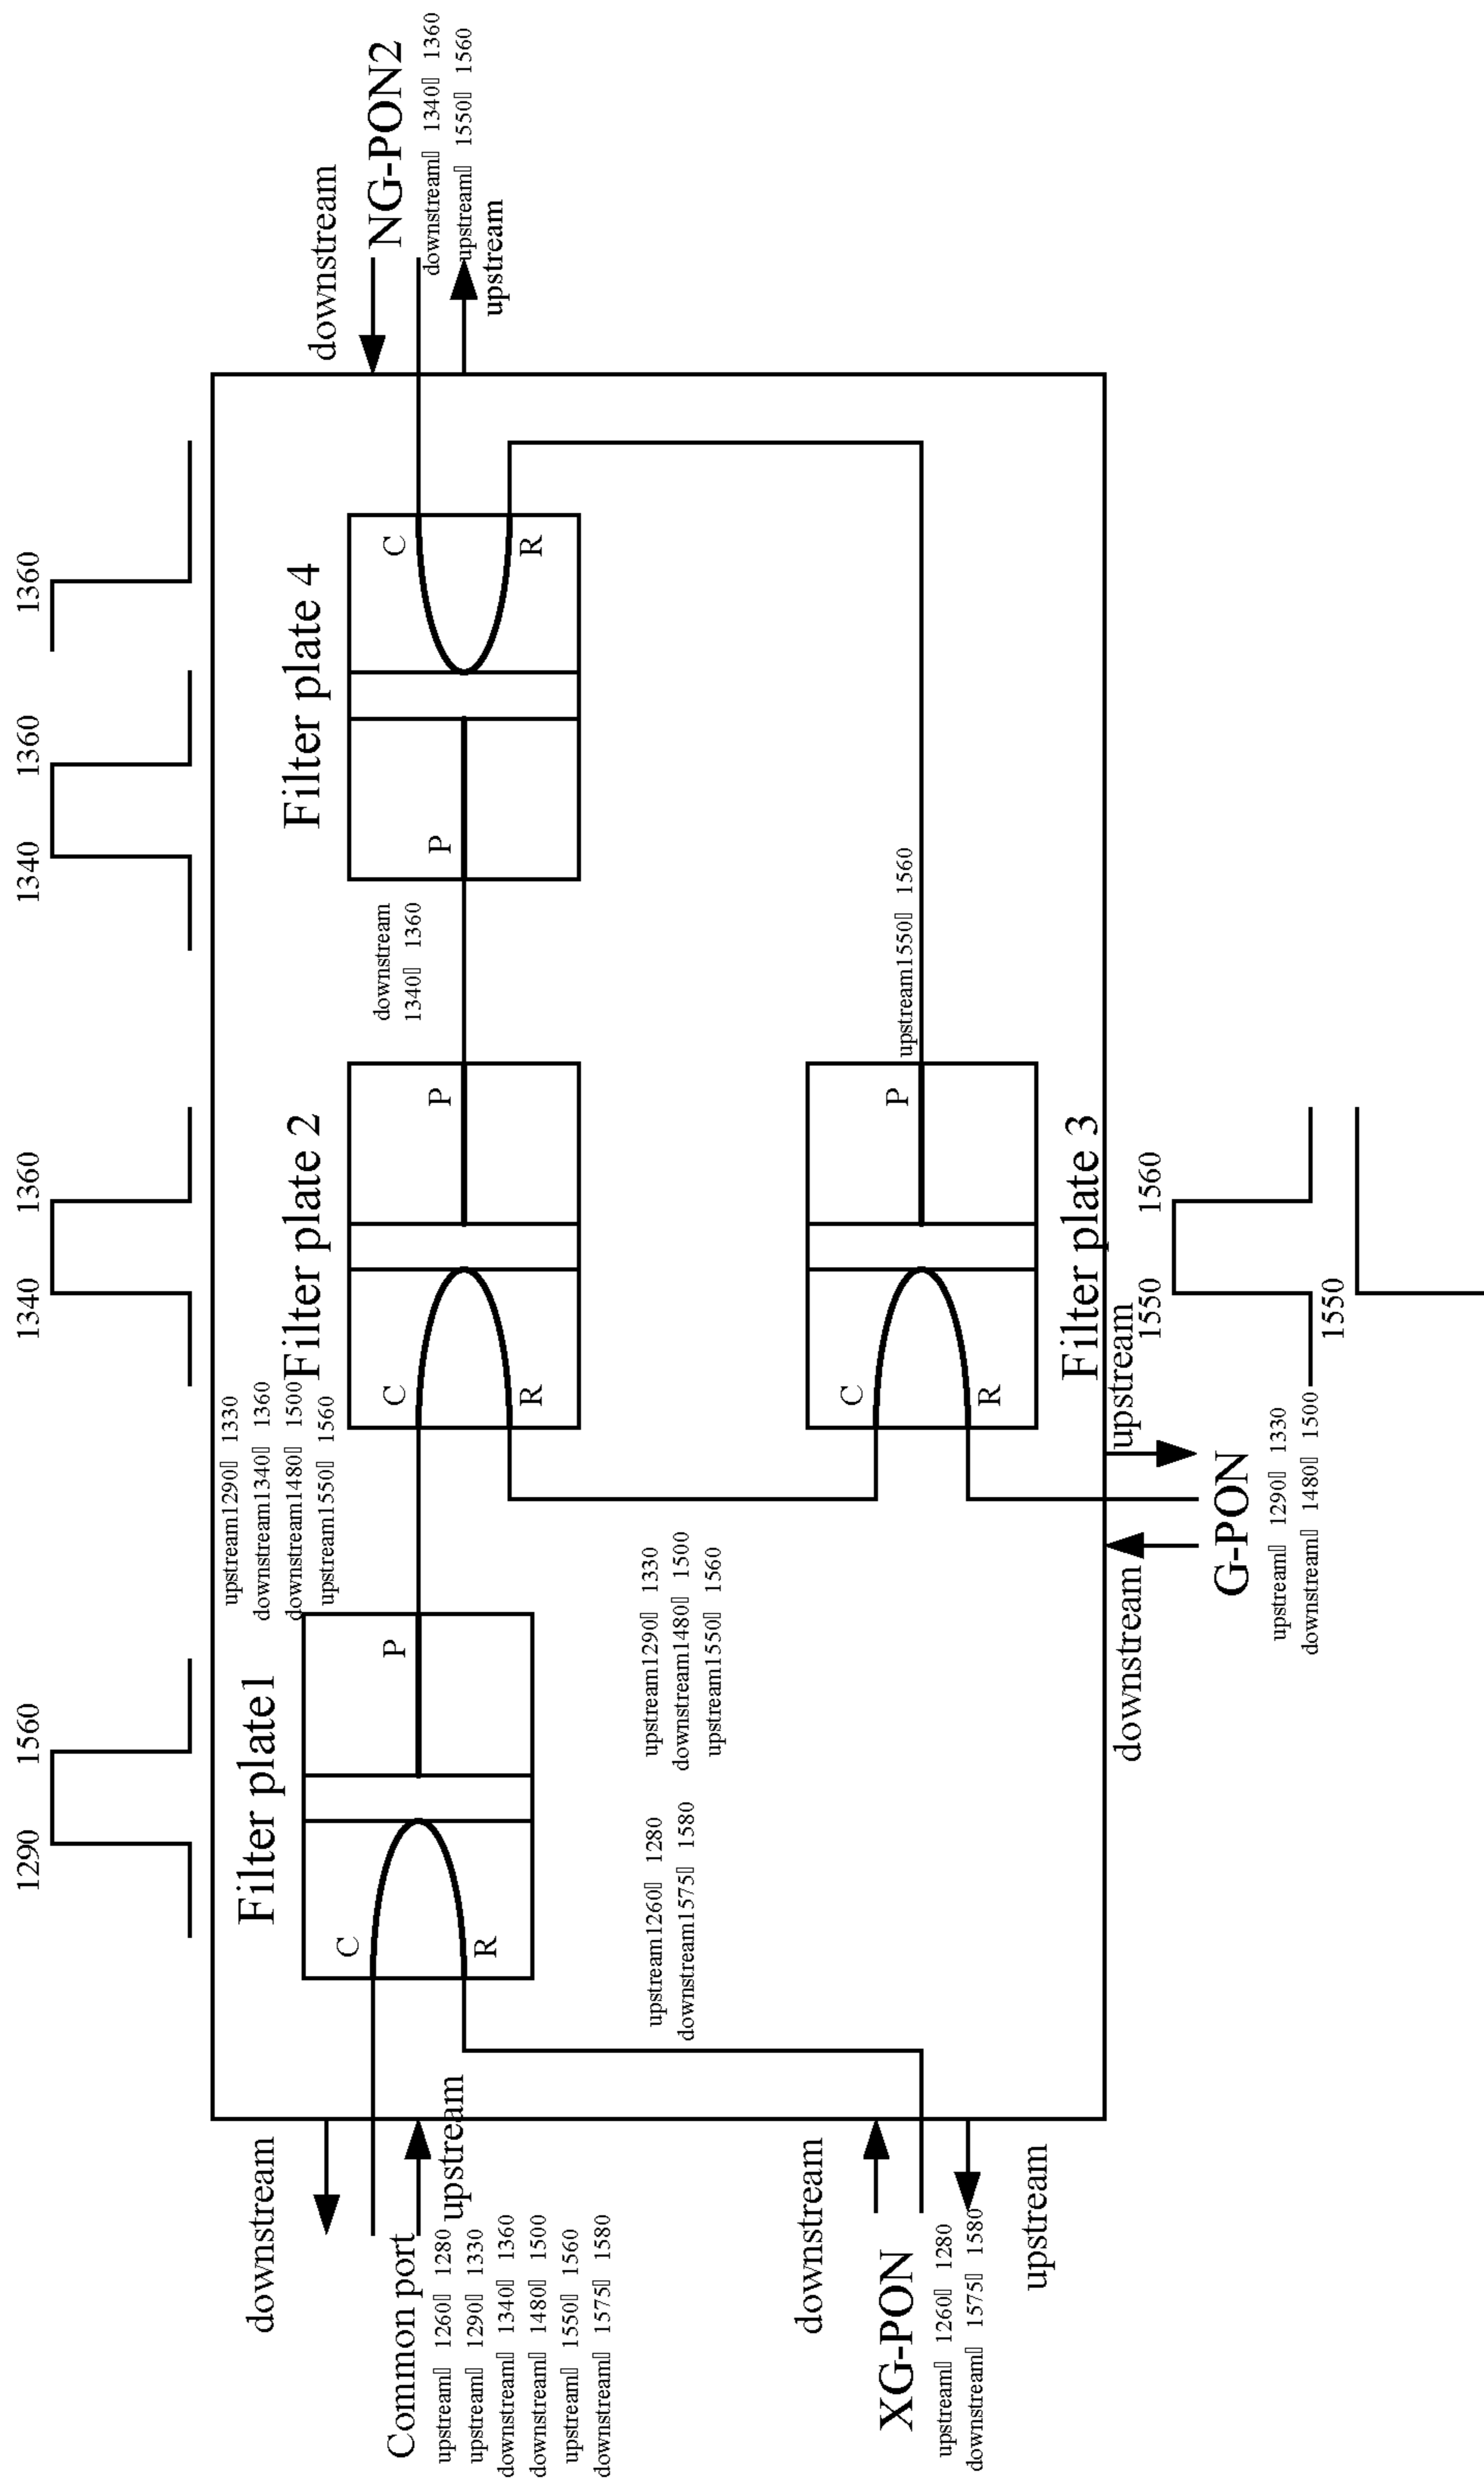 1290
1560
1340
1360
1340
1360
1360
downstream
Filter plate1
upstream1290▯ 1330
downstream1340▯ 1360
downstream1480▯ 1500
upstream1550▯ 1560
Filter plate 2
Filter plate 4
downstream
C
P
C
P
P
C
R
R
R
downstream
1340▯ 1360
NG-PON2
downstream▯ 1340▯ 1360
upstream▯ 1550▯ 1560
upstream
Common port
upstream
upstream▯ 1260▯ 1280
upstream▯ 1290▯ 1330
downstream▯ 1340▯ 1360
downstream▯ 1480▯ 1500
upstream▯ 1550▯ 1560
downstream▯ 1575▯ 1580
upstream1260▯ 1280
downstream1575▯ 1580
upstream1290▯ 1330
downstream1480▯ 1500
upstream1550▯ 1560
downstream
XG-PON
upstream▯ 1260▯ 1280
downstream▯ 1575▯ 1580
upstream
C
P
R
upstream1550▯ 1560
Filter plate 3
downstream
upstream
G-PON
upstream▯ 1290▯ 1330
downstream▯ 1480▯ 1500
1550
1560
1550